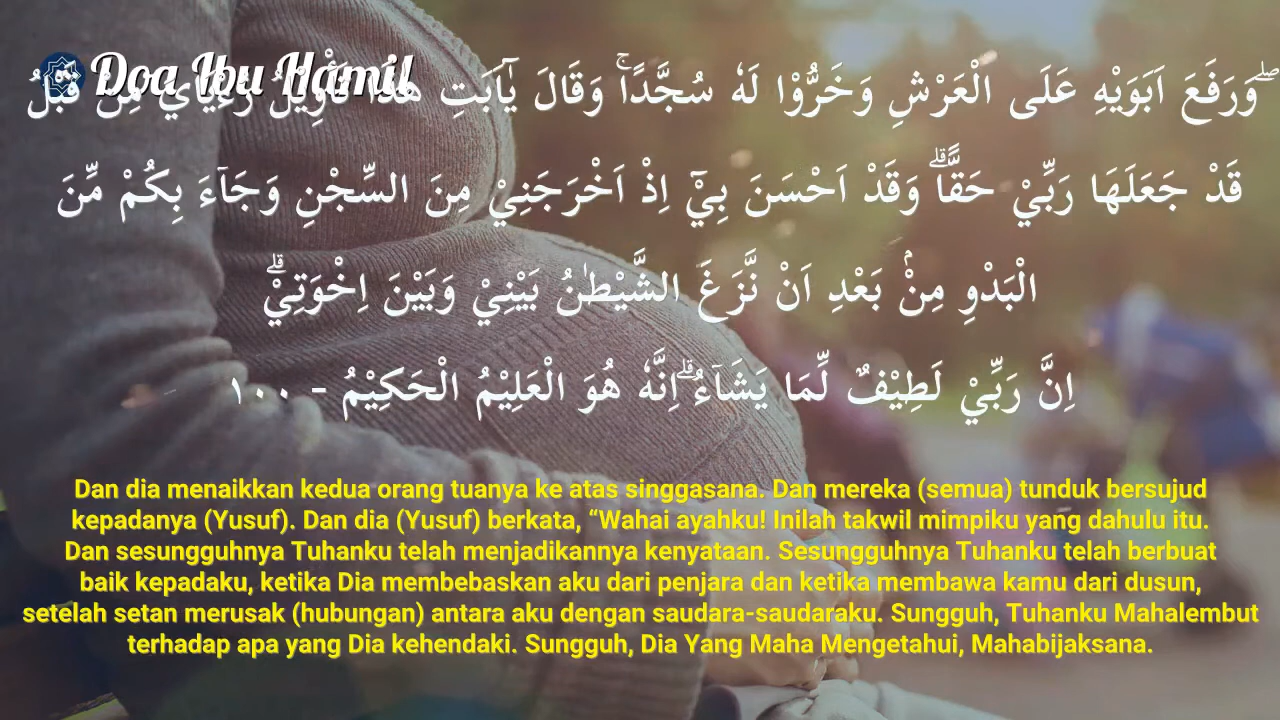 Doa Ibu Hamil
وَرَفَعَ اَبَوَيْهِ عَلَى الْعَرْشِ وَخَرُّوْا لَهٗ سُجَّدًاۚ وَقَالَ يٰٓاَبَتِ هٰذَا تَأْوِيْلُ رُءْيَايَ مِنْ قَبْلُ ۖ
قَدْ جَعَلَهَا رَبِّيْ حَقًّاۗ وَقَدْ اَحْسَنَ بِيْٓ اِذْ اَخْرَجَنِيْ مِنَ السِّجْنِ وَجَاۤءَ بِكُمْ مِّنَ
الْبَدْوِ مِنْۢ بَعْدِ اَنْ نَّزَغَ الشَّيْطٰنُ بَيْنِيْ وَبَيْنَ اِخْوَتِيْۗ
اِنَّ رَبِّيْ لَطِيْفٌ لِّمَا يَشَاۤءُۗ اِنَّهٗ هُوَ الْعَلِيْمُ الْحَكِيْمُ - ١٠٠
Dan dia menaikkan kedua orang tuanya ke atas singgasana. Dan mereka (semua) tunduk bersujud
kepadanya (Yusuf). Dan dia (Yusuf) berkata, “Wahai ayahku! Inilah takwil mimpiku yang dahulu itu.
Dan sesungguhnya Tuhanku telah menjadikannya kenyataan. Sesungguhnya Tuhanku telah berbuat
baik kepadaku, ketika Dia membebaskan aku dari penjara dan ketika membawa kamu dari dusun,
setelah setan merusak (hubungan) antara aku dengan saudara-saudaraku. Sungguh, Tuhanku Mahalembut
terhadap apa yang Dia kehendaki. Sungguh, Dia Yang Maha Mengetahui, Mahabijaksana.